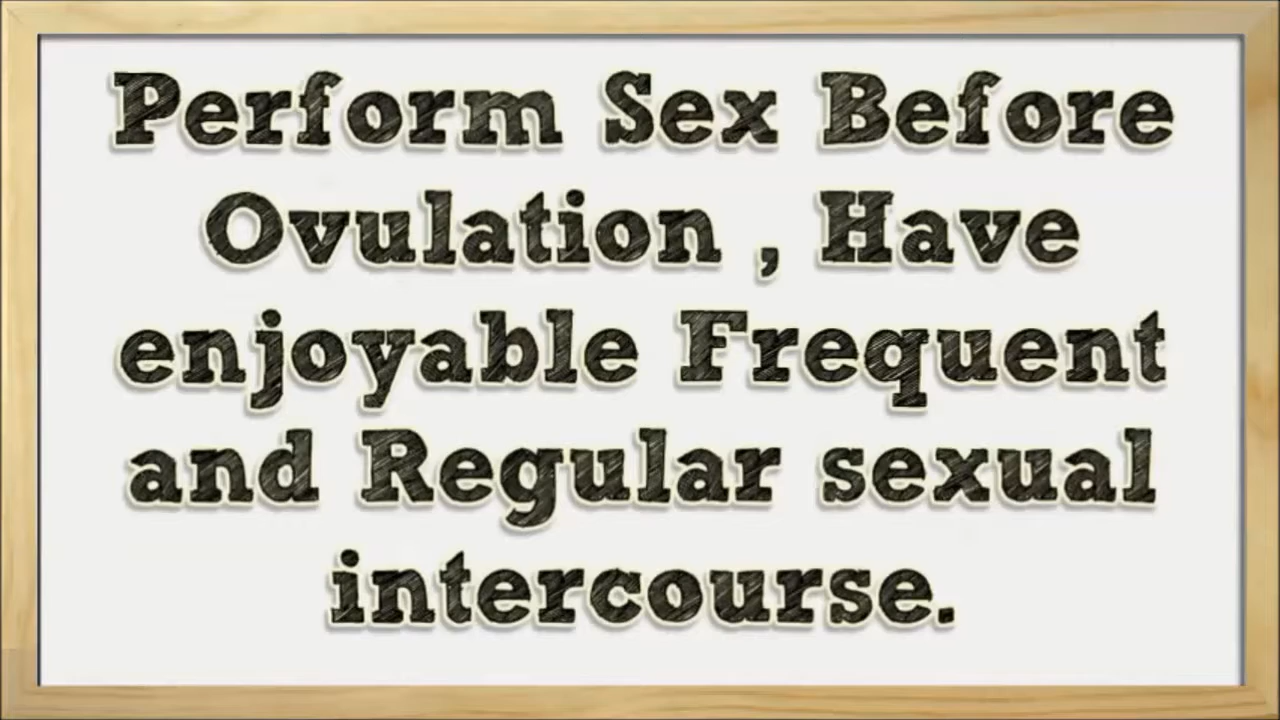 Perform Sex Before
Ovulation , Have
enjoyable Frequent
and Regular sexual
intercourse.